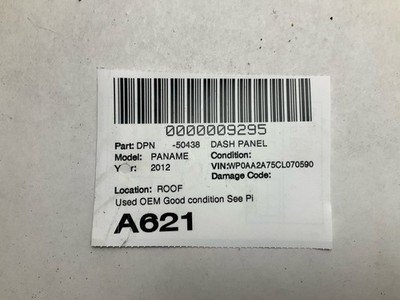 0000009295
Part: DPN -50438 DASH PANEL
Model: PANAME Condition:
Year: 2012 VIN:WP0AA2A75CL070590
Damage Code:
Location: ROOF
Used OEM Good condition See Pi
A621